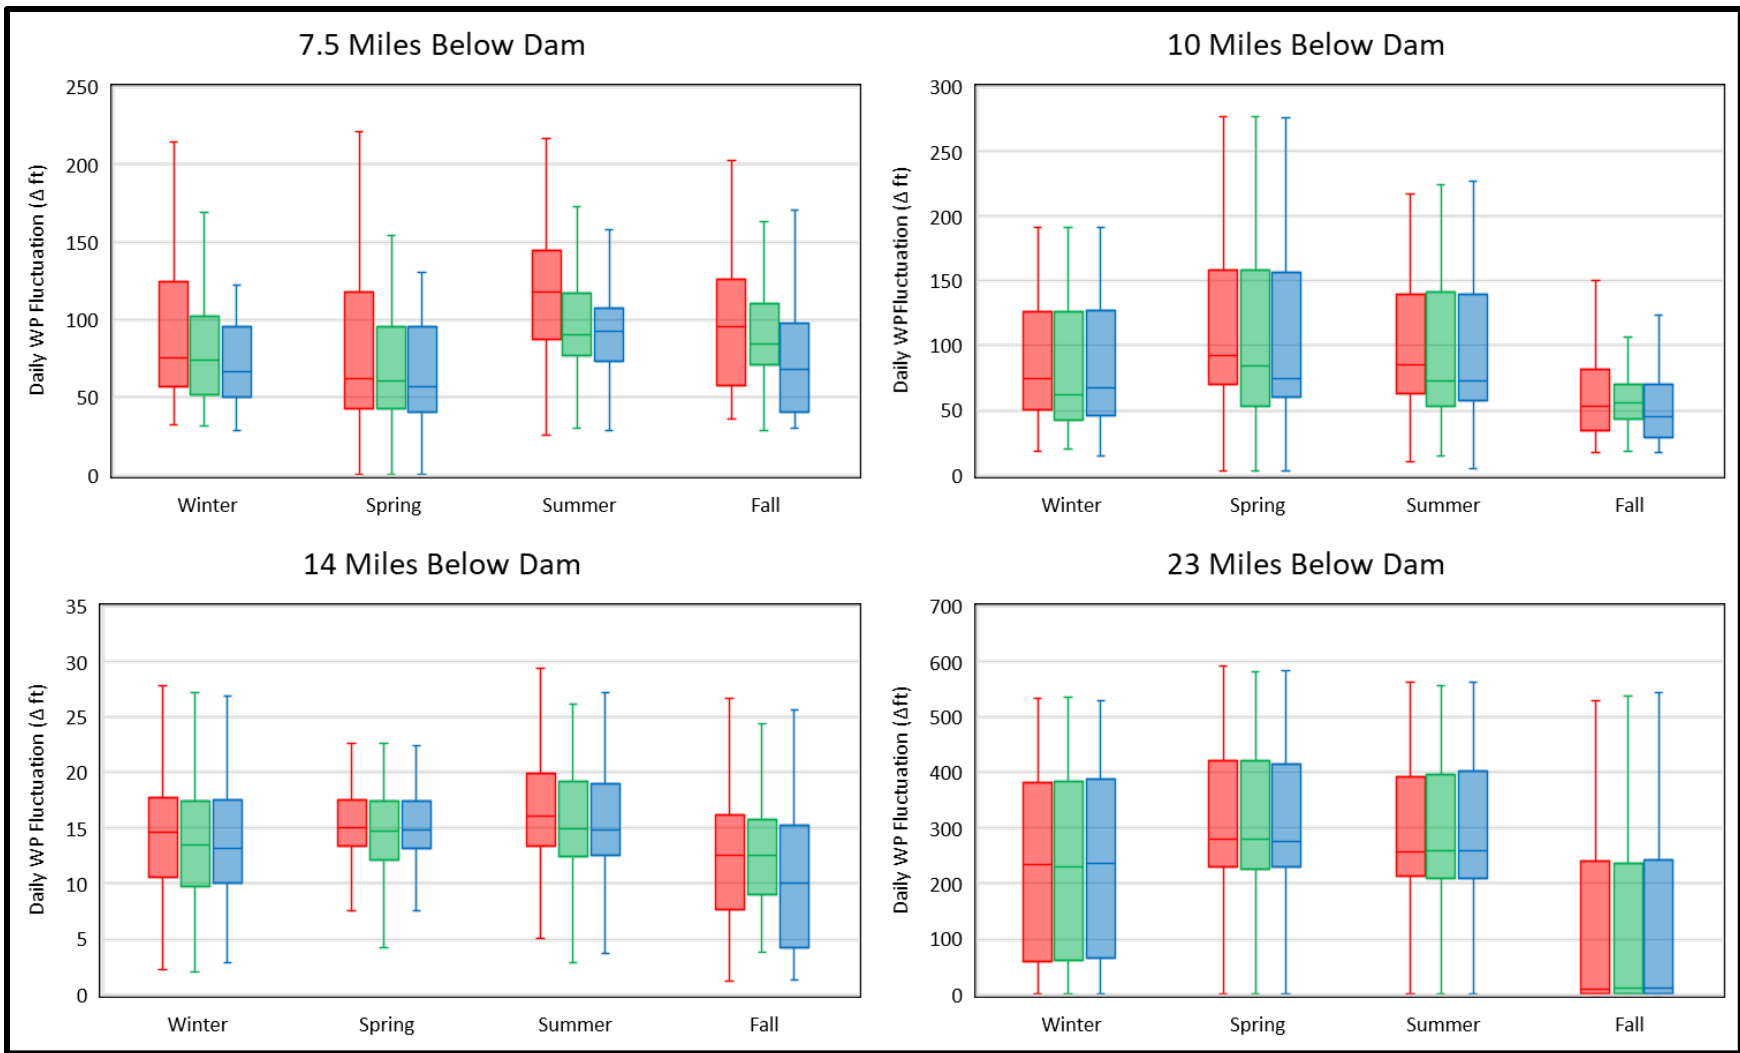 7.5 Miles Below Dam
Daily WP Fluctuation (Δ ft)
250
200
150
100
50
0
Winter Spring Summer Fall
10 Miles Below Dam
Daily WPFluctuation (Δ ft)
300
250
200
150
100
50
0
Winter Spring Summer Fall
14 Miles Below Dam
Daily WP Fluctuation (Δ ft)
35
30
25
20
15
10
5
0
Winter Spring Summer Fall
23 Miles Below Dam
Daily WP Fluctuation (Δft)
700
600
500
400
300
200
100
0
Winter Spring Summer Fall